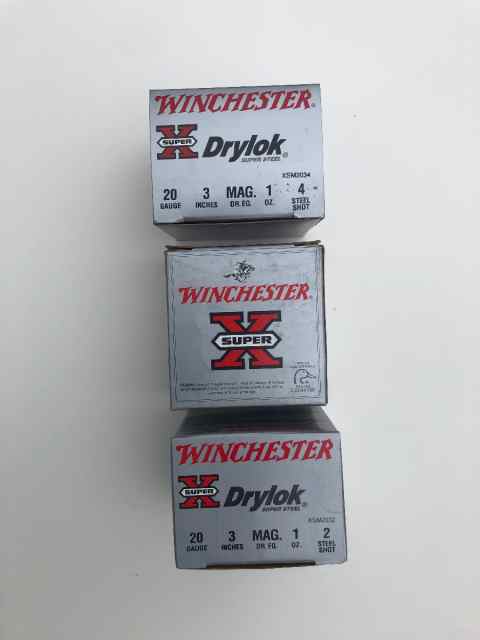 WINCHESTER®
SUPER X Drylok®
SUPER STEEL
XSM2034
20 3 MAG. 1 4
GAUGE INCHES DR.EQ. OZ. STEEL
SHOT
WINCHESTER®
SUPER X
WINCHESTER
SUPER X Drylok®
SUPER STEEL
XSM2032
20 3 MAG. 1 2
GAUGE INCHES DR.EQ. OZ. STEEL
SHOT